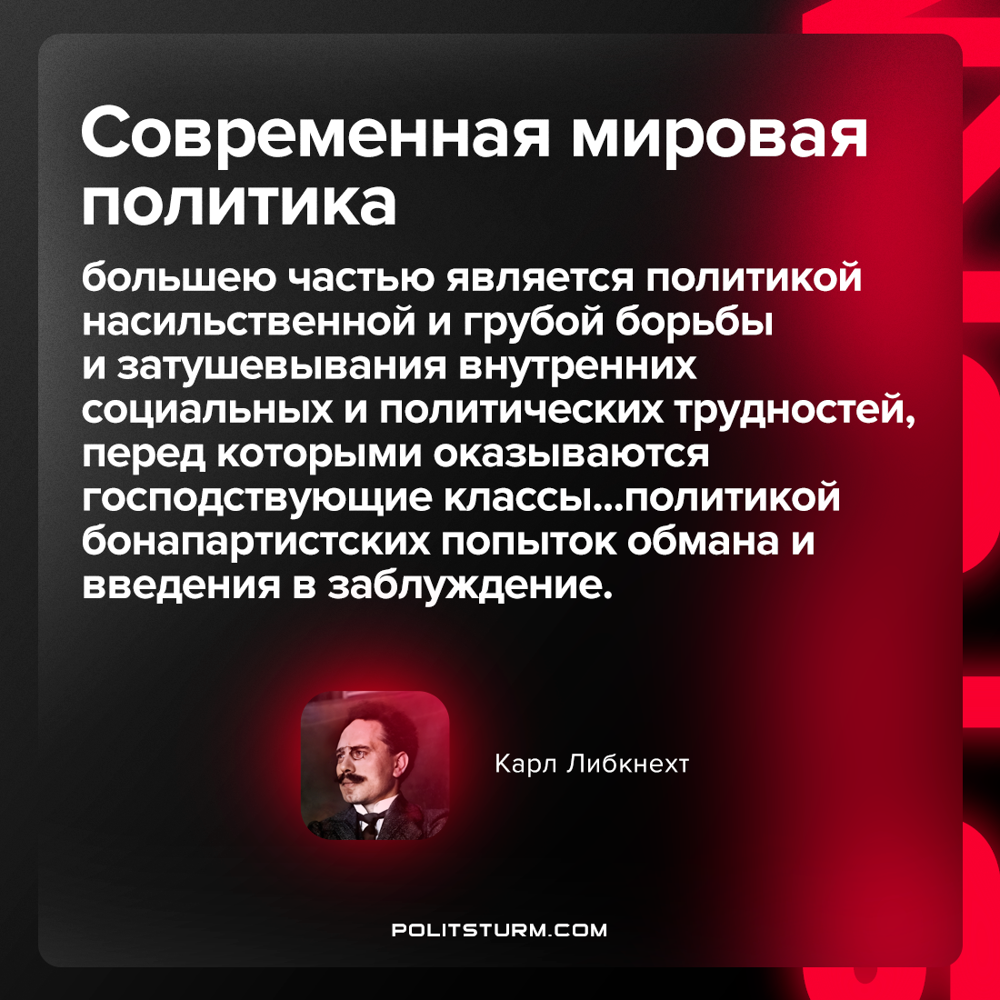 Современная мировая
политика
большею частью является политикой
насильственной и грубой борьбы
и затушевывания внутренних
социальных и политических трудностей,
перед которыми оказываются
господствующие классы...политикой
бонапартистских попыток обмана и
введения в заблуждение.
Карл Либкнехт
POLITSTURM.COM